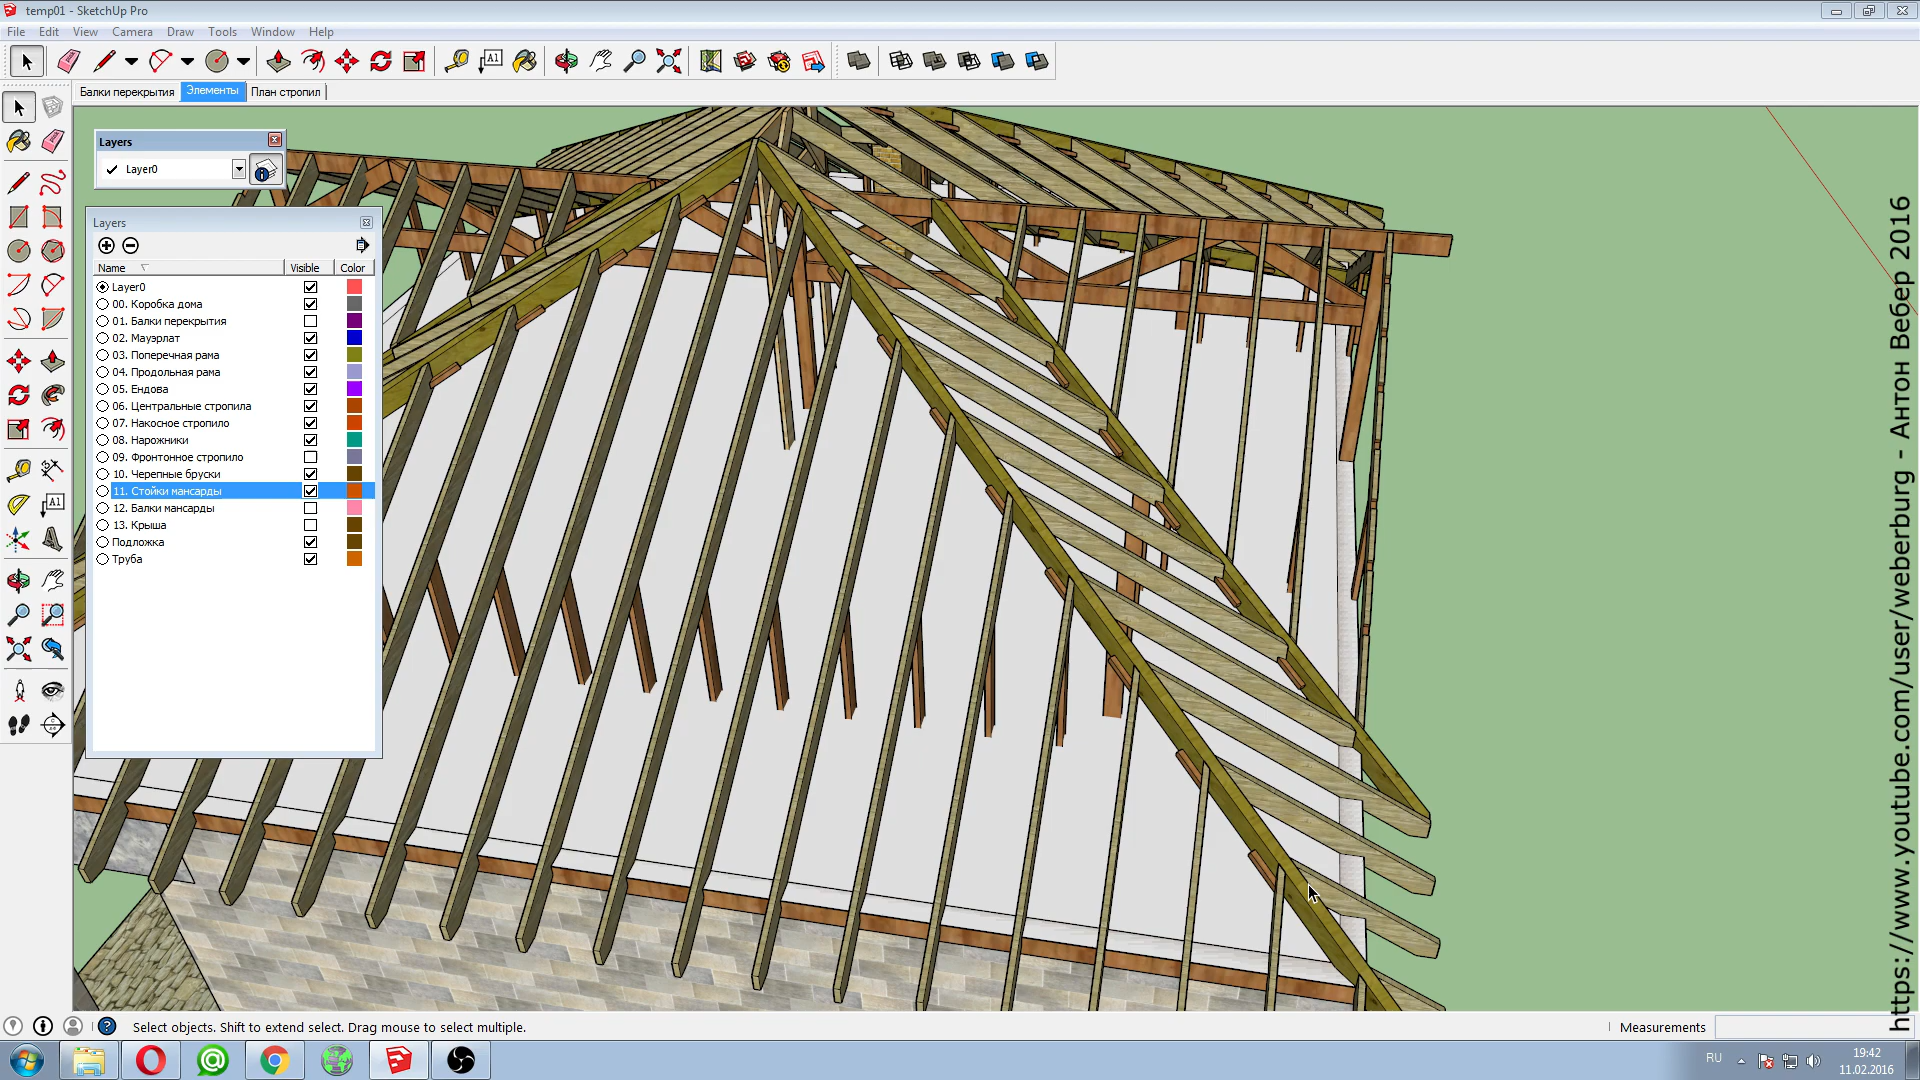 temp01 - SketchUp Pro
File Edit View Camera Draw Tools Window Help
A1
Балки перекрытия Элементы План стропил
Layers
Layer0
Layers
Name Visible Color
Layer0
00. Коробка дома
01. Балки перекрытия
02. Мауэрлат
03. Поперечная рама
04. Продольная рама
05. Ендова
06. Центральные стропила
07. Накосное стропило
08. Нарожники
09. Фронтонное стропило
10. Черепные бруски
11. Стойки мансарды
12. Балки мансарды
13. Крыша
Подложка
Труба
A1
https://www.youtube.com/user/weberburg - Антон Вебер 2016
Select objects. Shift to extend select. Drag mouse to select multiple.
Measurements
RU
19:42
11.02.2016